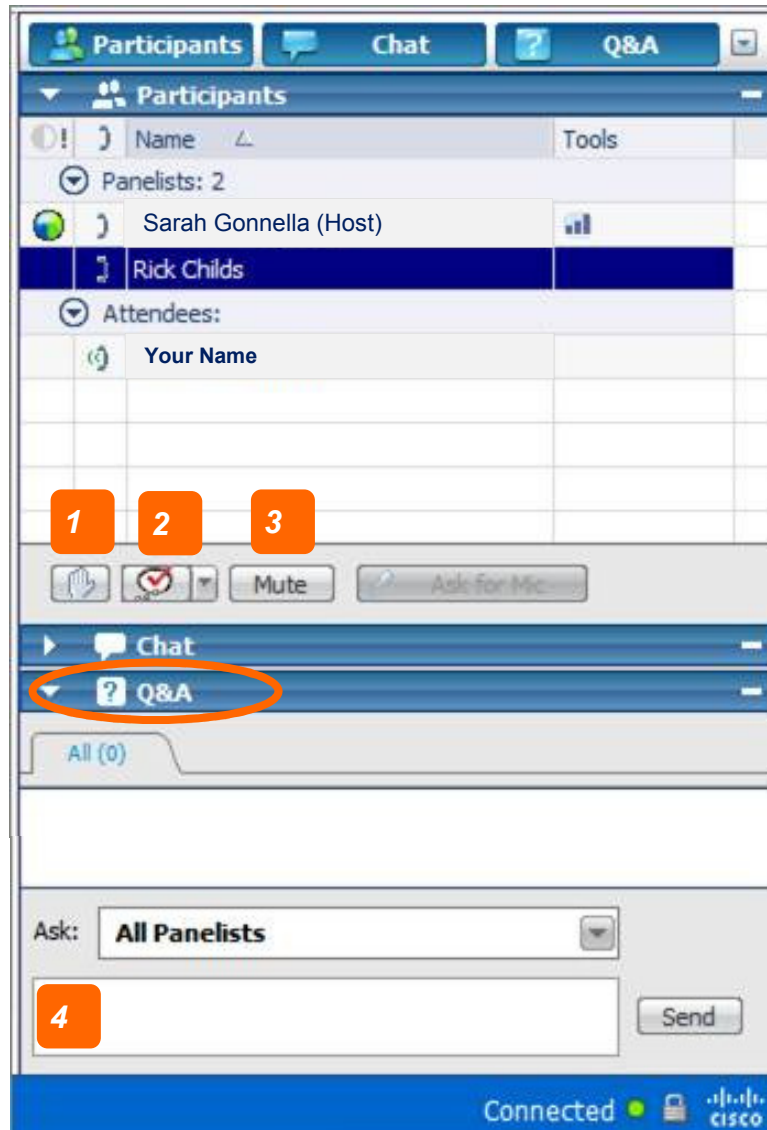 Participants Chat Q&A
Participants
! Name Tools
Panelists: 2
Sarah Gonnella (Host)
Rick Childs
Attendees:
Your Name
1 2 3
Mute Ask for Mic
Chat
? Q&A
All (0)
Ask: All Panelists
4
Send
Connected
CISCO